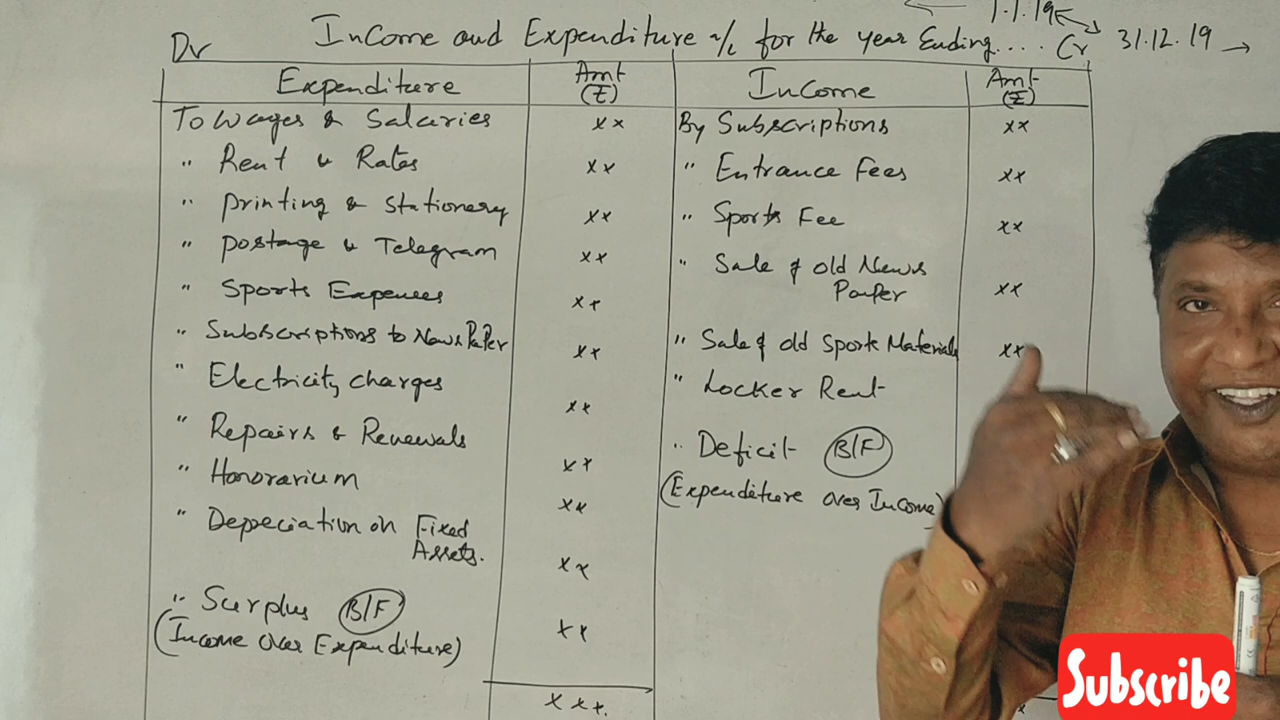 1.1.19
Dr Income and Expenditure a/c for the year Ending.... Cr 31.12.19
Expenditure Amt (₹) Income Amt (₹)
To Wages & Salaries xx By Subscriptions xx
" Rent & Rates xx " Entrance Fees xx
" Printing & Stationery xx " Sports Fee xx
" Postage & Telegram xx " Sale of old News Paper xx
" Sports Expenses xx
" Subscriptions to News Paper xx " Sale of old Sports Materials xx
" Electricity charges xx " Locker Rent
" Repairs & Renewals xx " Deficit B/F
" Honorarium xx (Expenditure over Income)
" Depreciation on Fixed Assets. xx
" Surplus B/F xx
(Income over Expenditure)
xxx.
Subscribe